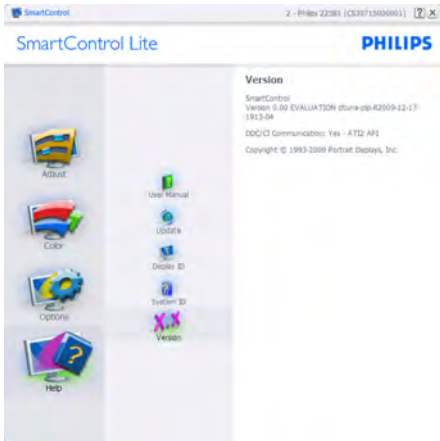 SmartControl
2 - Philips 225B1 (CS30715000001) ? X
SmartControl Lite
PHILIPS
Version
SmartControl
Version 0.00 EVALUATION
DDC/CI Communication: Yes - ATI2 API
Copyright © 1993-2009 Portrait Displays, Inc.
Adjust
Color
Options
Help
User Manual
Update
Display ID
System ID
Version